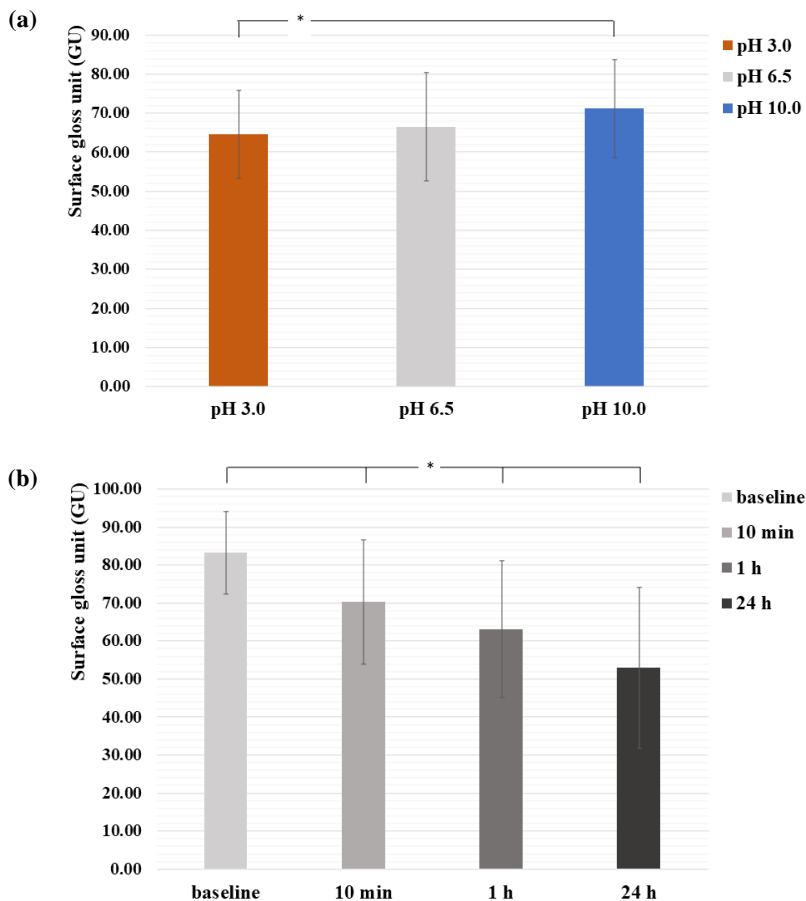 (a)
*
90.00
80.00
70.00
60.00
50.00
40.00
30.00
20.00
10.00
0.00
Surface gloss unit (GU)
pH 3.0
pH 6.5
pH 10.0
pH 3.0
pH 6.5
pH 10.0
(b)
*
100.00
90.00
80.00
70.00
60.00
50.00
40.00
30.00
20.00
10.00
0.00
Surface gloss unit (GU)
baseline
10 min
1 h
24 h
baseline
10 min
1 h
24 h